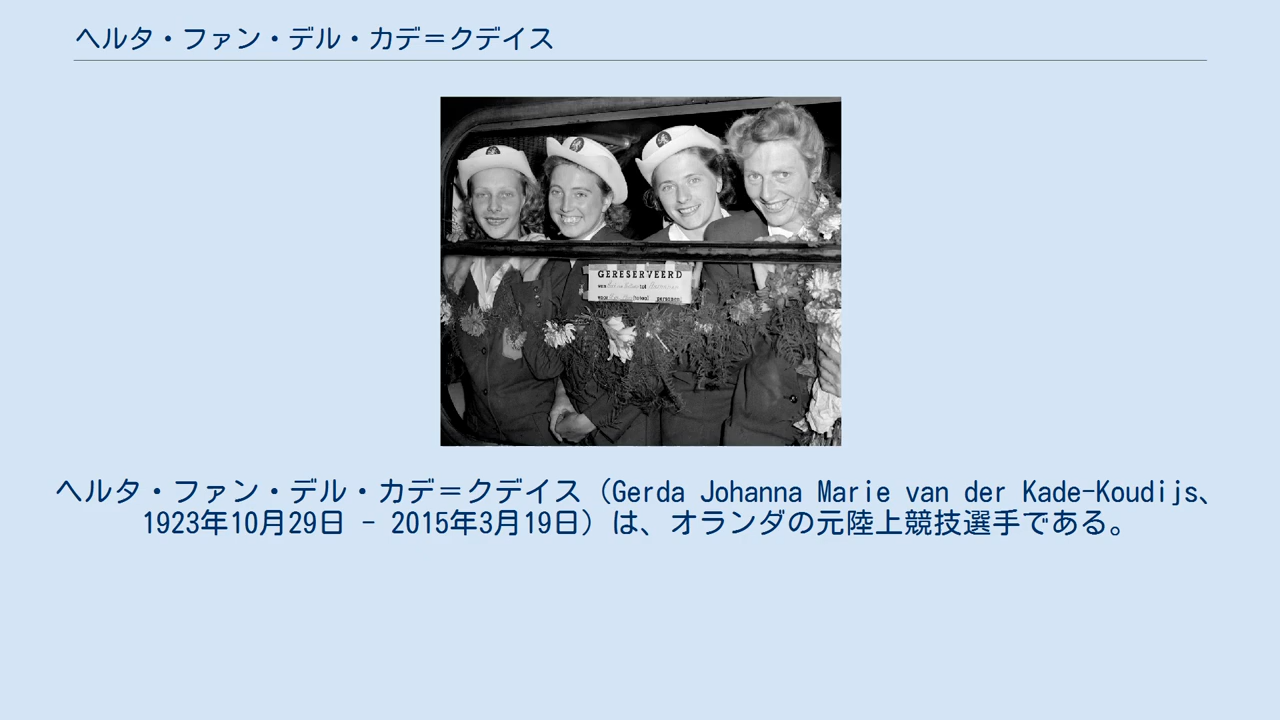 ヘルタ・ファン・デル・カデ＝クデイス
GERESERVEERD
personen
ヘルタ・ファン・デル・カデ＝クデイス（Gerda Johanna Marie van der Kade-Koudijs、
1923年10月29日 - 2015年3月19日）は、オランダの元陸上競技選手である。